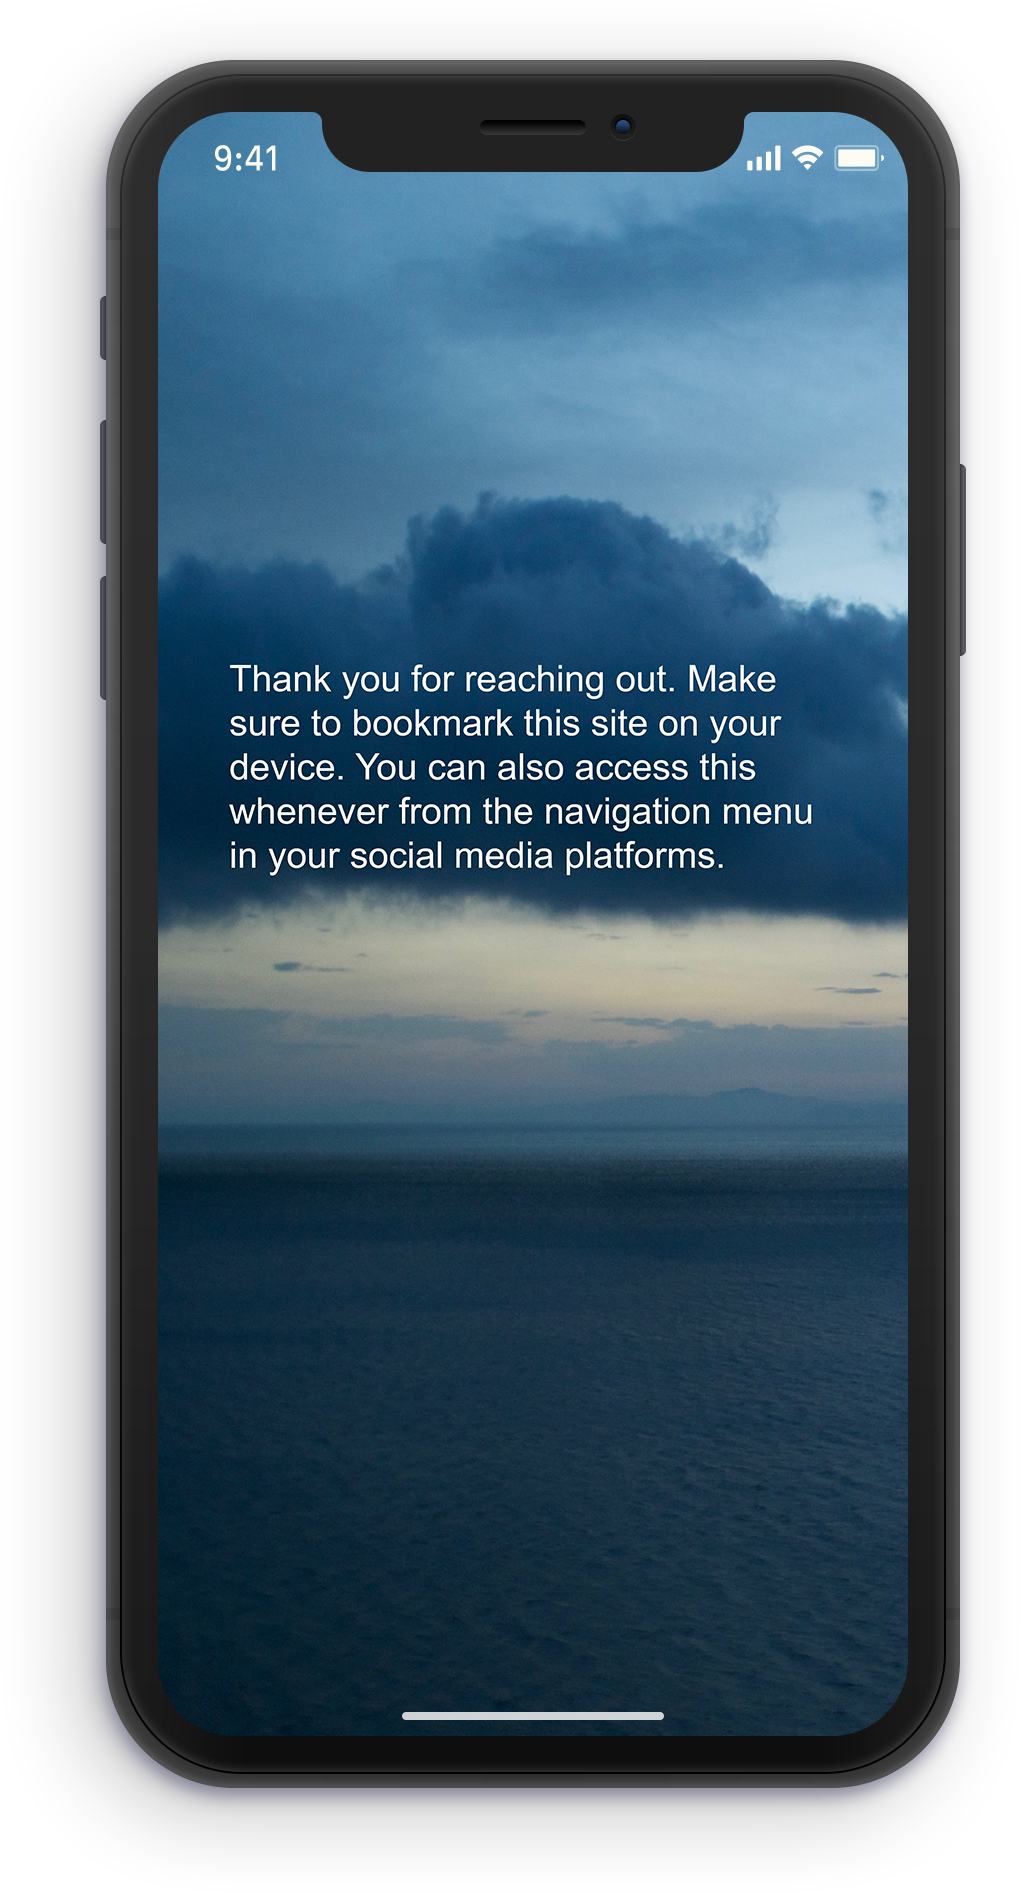 9:41
Thank you for reaching out. Make
sure to bookmark this site on your
device. You can also access this
whenever from the navigation menu
in your social media platforms.